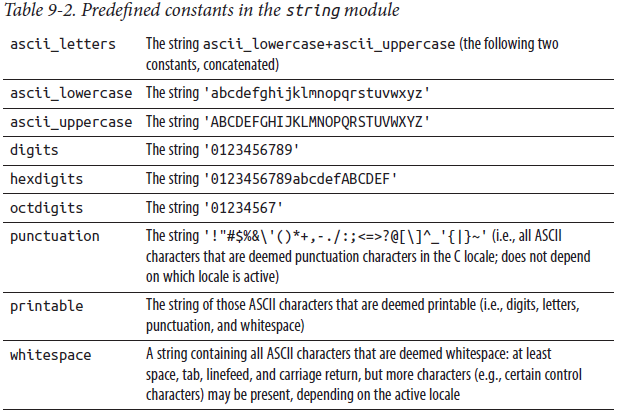 Table 9-2. Predefined constants in the string module
ascii_letters The string ascii_lowercase+ascii_uppercase (the following two
constants, concatenated)
ascii_lowercase The string 'abcdefghijklmnopqrstuvwxyz'
ascii_uppercase The string 'ABCDEFGHIJKLMNOPQRSTUVWXYZ'
digits The string '0123456789'
hexdigits The string '0123456789abcdefABCDEF'
octdigits The string '01234567'
punctuation The string '!"#$%&\'()*+,-./:;<=>?@[\]^_'{|}~' (i.e., all ASCII
characters that are deemed punctuation characters in the C locale; does not depend
on which locale is active)
printable The string of those ASCII characters that are deemed printable (i.e., digits, letters,
punctuation, and whitespace)
whitespace A string containing all ASCII characters that are deemed whitespace: at least
space, tab, linefeed, and carriage return, but more characters (e.g., certain control
characters) may be present, depending on the active locale